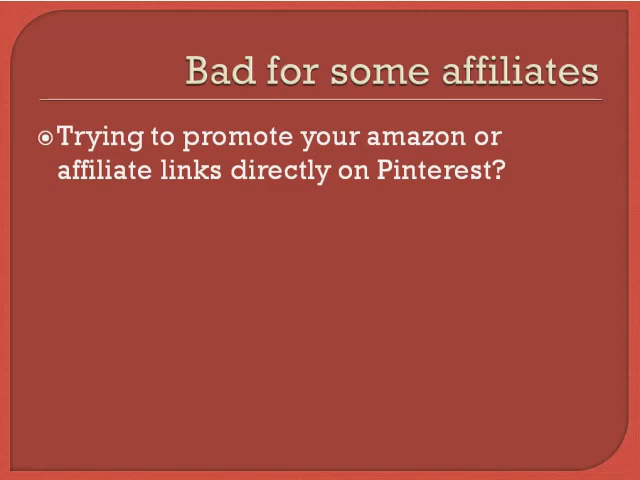 Bad for some affiliates
Trying to promote your amazon or
affiliate links directly on Pinterest?